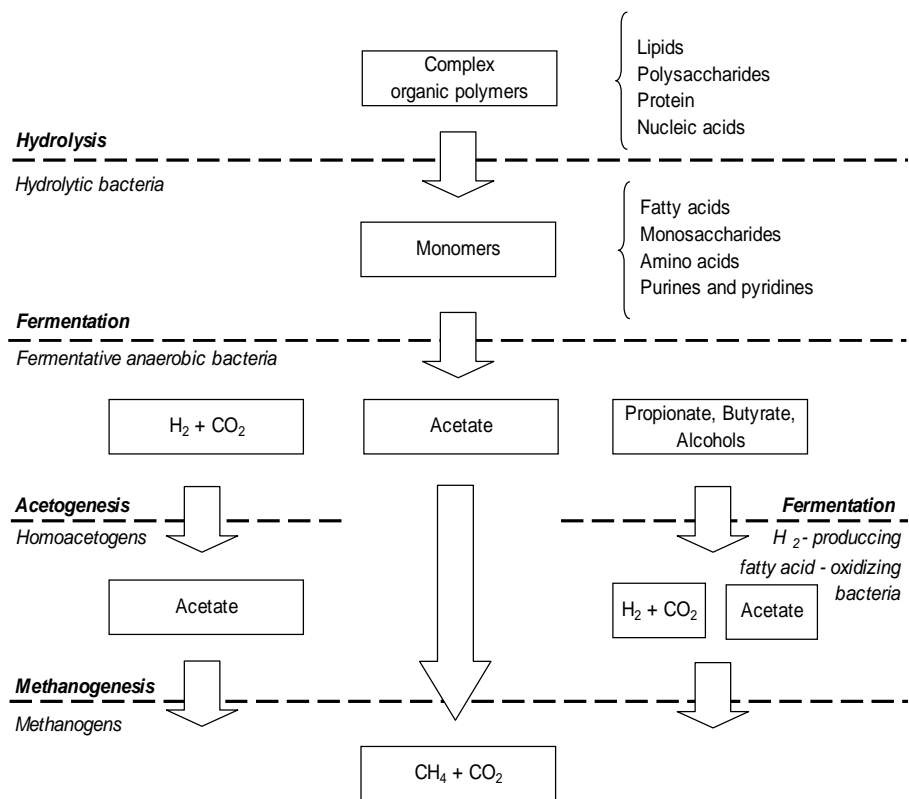 Complex
organic polymers
Lipids
Polysaccharides
Protein
Nucleic acids
Hydrolysis
Hydrolytic bacteria
Monomers
Fatty acids
Monosaccharides
Amino acids
Purines and pyridines
Fermentation
Fermentative anaerobic bacteria
H₂ + CO₂
Acetate
Propionate, Butyrate,
Alcohols
Acetogenesis
Homoacetogens
Fermentation
H ₂- produccing
fatty acid - oxidizing
bacteria
Acetate
H₂ + CO₂
Acetate
Methanogenesis
Methanogens
CH₄ + CO₂